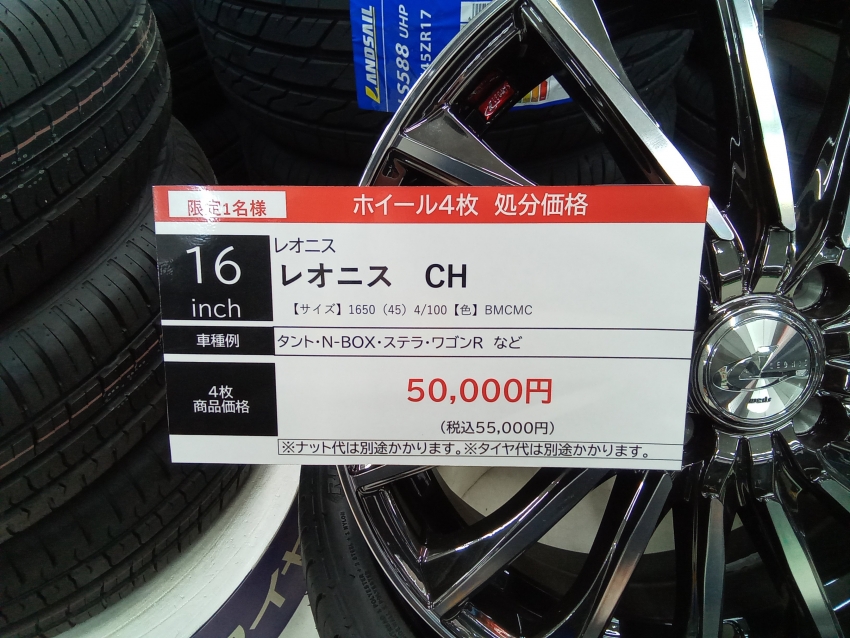 LANDSAIL
LS588 UHP
45ZR17
限定1名様
ホイール4枚 処分価格
16
inch
レオニス
レオニス CH
【サイズ】1650（45）4/100【色】BMCMC
車種例
タント・N-BOX・ステラ・ワゴンR など
4枚
商品価格
50,000円
（税込55,000円）
※ナット代は別途かかります。※タイヤ代は別途かかります。
weds
タイヤ